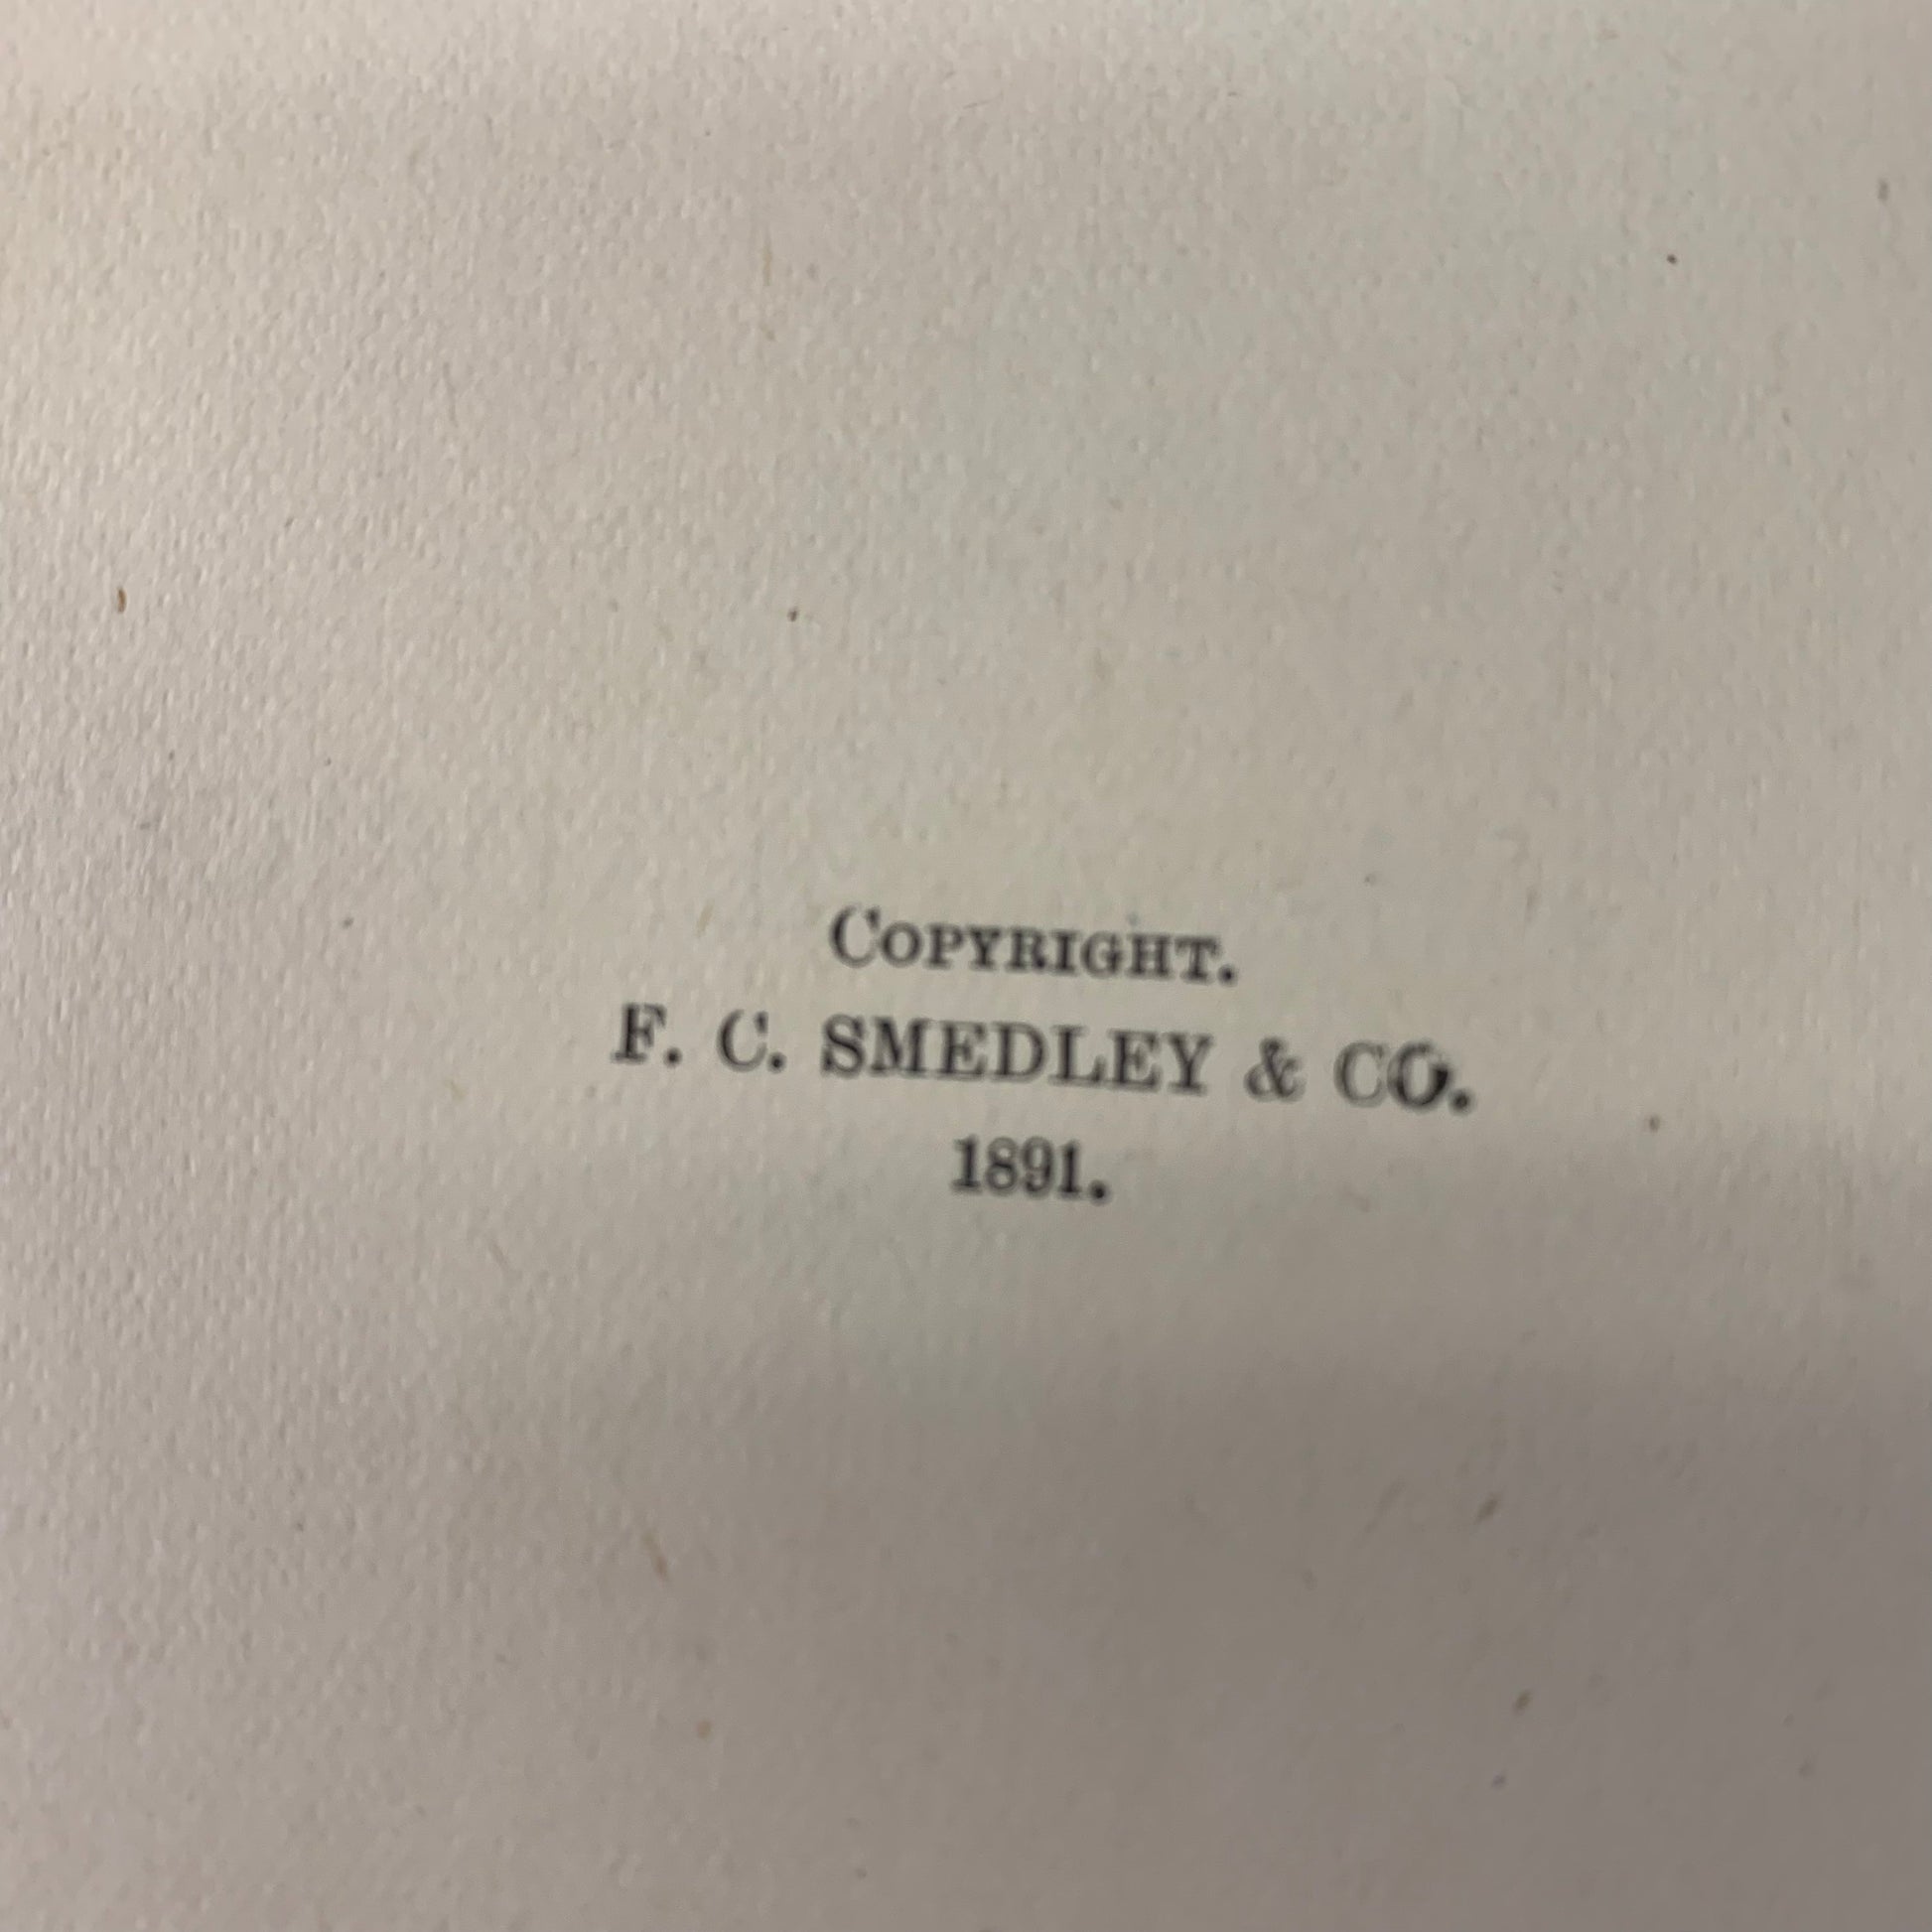 COPYRIGHT.
F. C. SMEDLEY & CO.
1891.